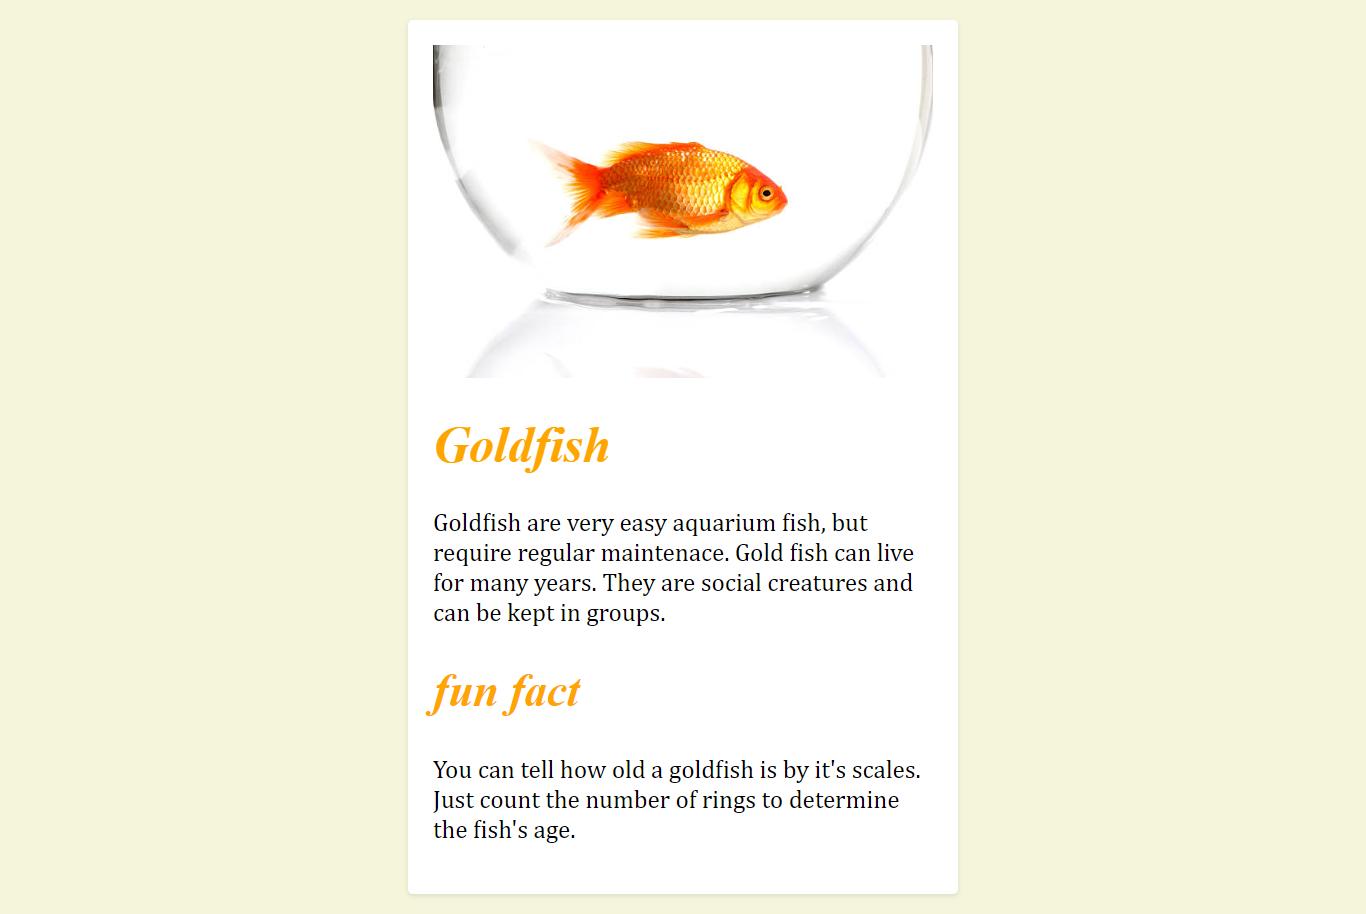 Goldfish
Goldfish are very easy aquarium fish, but
require regular maintenace. Gold fish can live
for many years. They are social creatures and
can be kept in groups.
fun fact
You can tell how old a goldfish is by it's scales.
Just count the number of rings to determine
the fish's age.